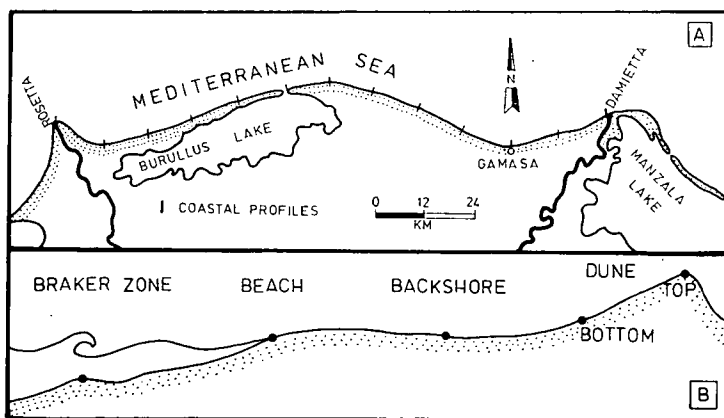 A
MEDITERRANEAN SEA
ROSETTA
DAMIETTA
N
BURULLUS LAKE
GAMASA
MANZALA LAKE
I COASTAL PROFILES
0 12 24
KM
BRAKER ZONE BEACH BACKSHORE DUNE
TOP
BOTTOM
B